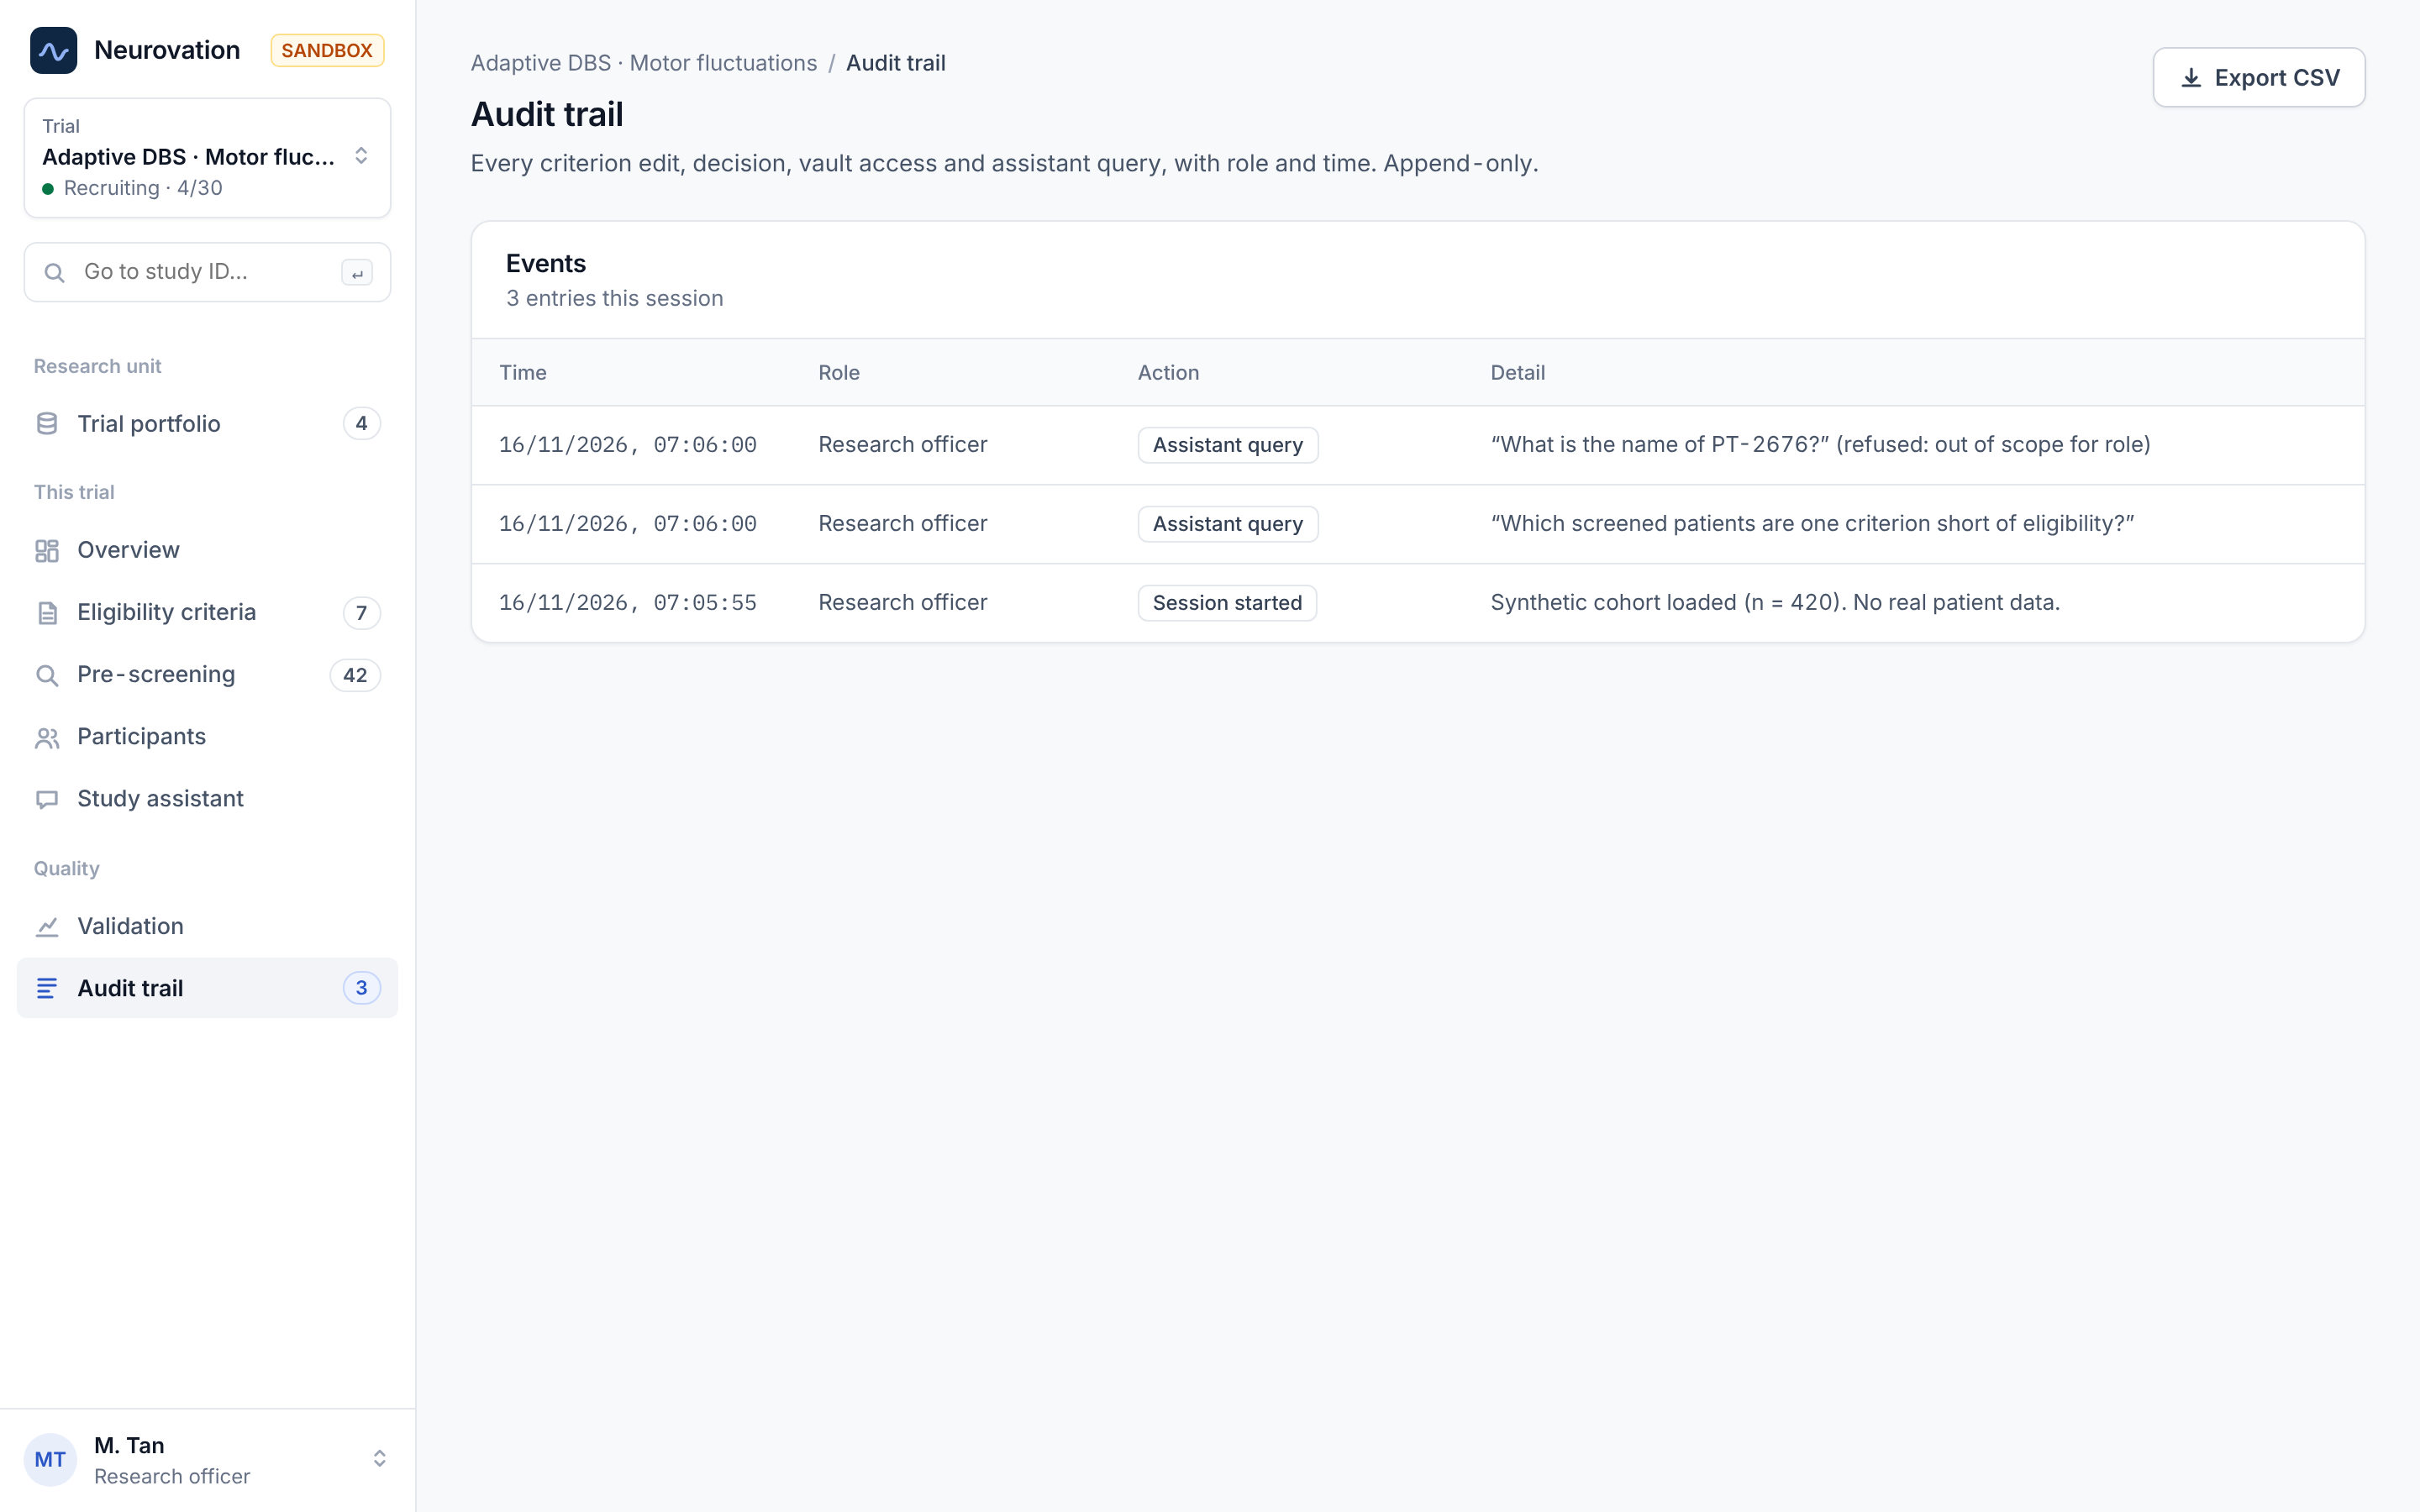 Neurovation
SANDBOX
Trial
Adaptive DBS · Motor fluc...
Recruiting · 4/30
Go to study ID...
Research unit
Trial portfolio 4
This trial
Overview
Eligibility criteria 7
Pre-screening 42
Participants
Study assistant
Quality
Validation
Audit trail 3
MT
M. Tan
Research officer
Adaptive DBS · Motor fluctuations / Audit trail
Audit trail
Every criterion edit, decision, vault access and assistant query, with role and time. Append-only.
Export CSV
Events
3 entries this session
Time Role Action Detail
16/11/2026, 07:06:00 Research officer Assistant query “What is the name of PT-2676?” (refused: out of scope for role)
16/11/2026, 07:06:00 Research officer Assistant query “Which screened patients are one criterion short of eligibility?”
16/11/2026, 07:05:55 Research officer Session started Synthetic cohort loaded (n = 420). No real patient data.